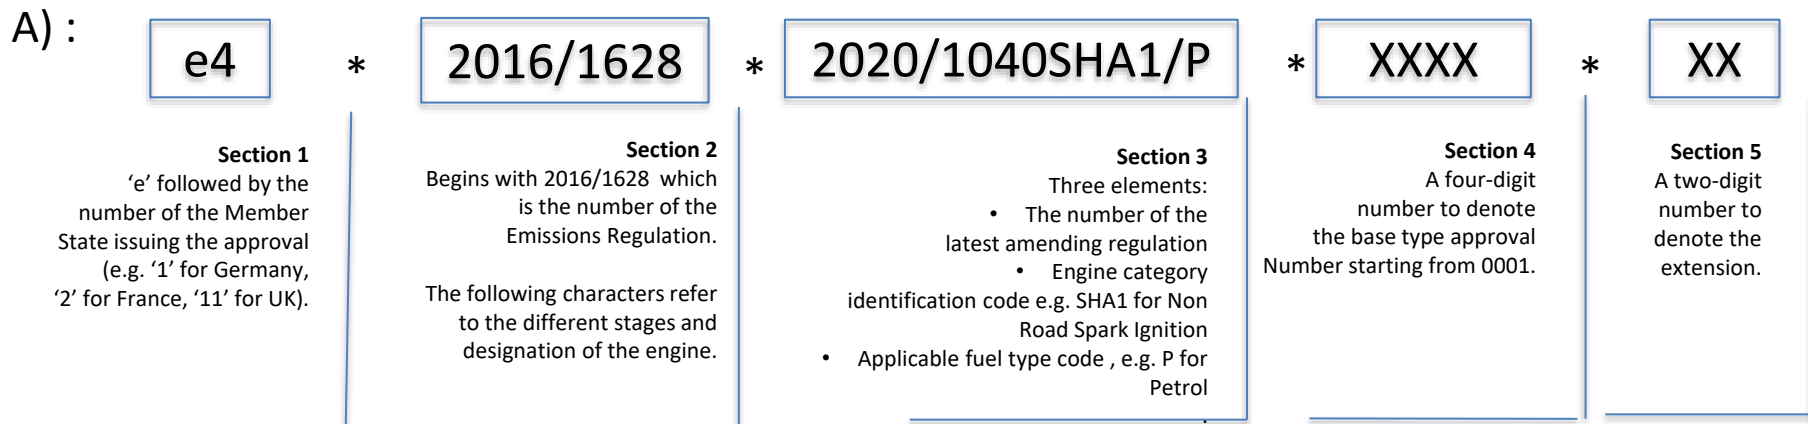 A) :
e4 * 2016/1628 * 2020/1040SHA1/P * XXXX * XX
Section 1
‘e’ followed by the
number of the Member
State issuing the approval
(e.g. ‘1’ for Germany,
‘2’ for France, ‘11’ for UK).
Section 2
Begins with 2016/1628 which
is the number of the
Emissions Regulation.
The following characters refer
to the different stages and
designation of the engine.
Section 3
Three elements:
• The number of the
latest amending regulation
• Engine category
identification code e.g. SHA1 for Non
Road Spark Ignition
• Applicable fuel type code , e.g. P for
Petrol
Section 4
A four-digit
number to denote
the base type approval
Number starting from 0001.
Section 5
A two-digit
number to
denote the
extension.